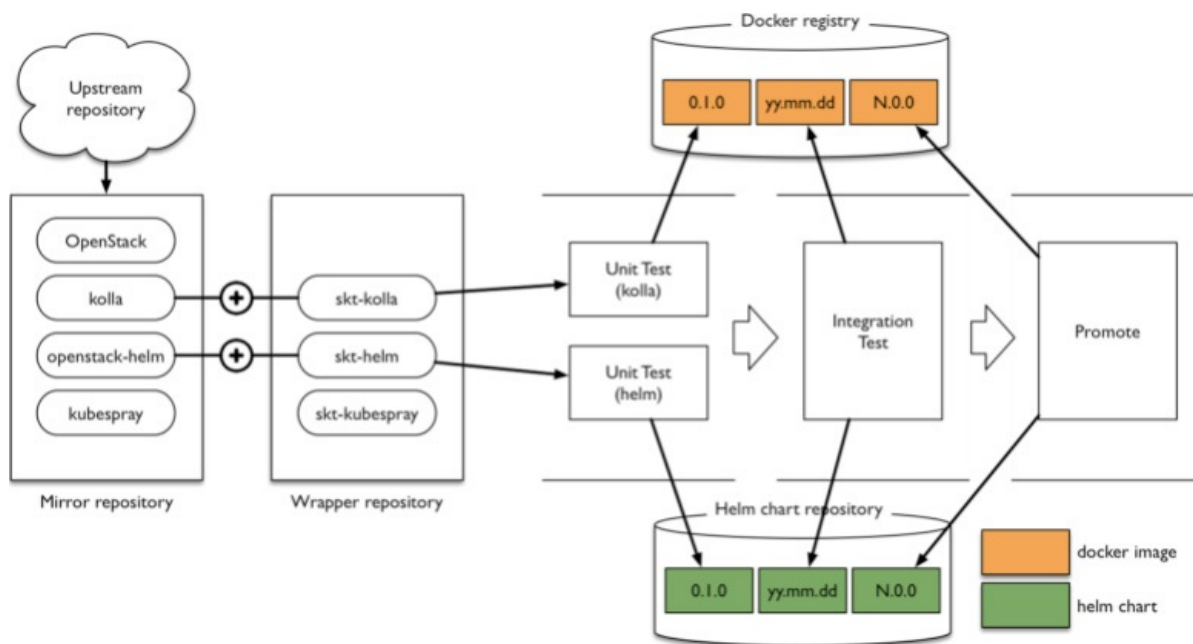 Docker registry
Upstream
repository
0.1.0
yy.mm.dd
N.0.0
OpenStack
kolla
openstack-helm
kubespray
Mirror repository
skt-kolla
skt-helm
skt-kubespray
Wrapper repository
Unit Test
(kolla)
Unit Test
(helm)
Integration
Test
Promote
Helm chart repository
0.1.0
yy.mm.dd
N.0.0
docker image
helm chart